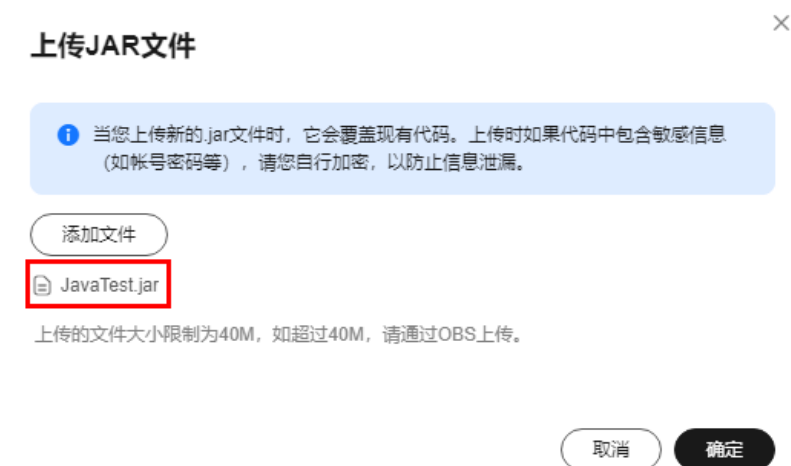 上传JAR文件
当您上传新的.jar文件时，它会覆盖现有代码。上传时如果代码中包含敏感信息
（如帐号密码等），请您自行加密，以防止信息泄漏。
添加文件
JavaTest.jar
上传的文件大小限制为40M，如超过40M，请通过OBS上传。
取消
确定